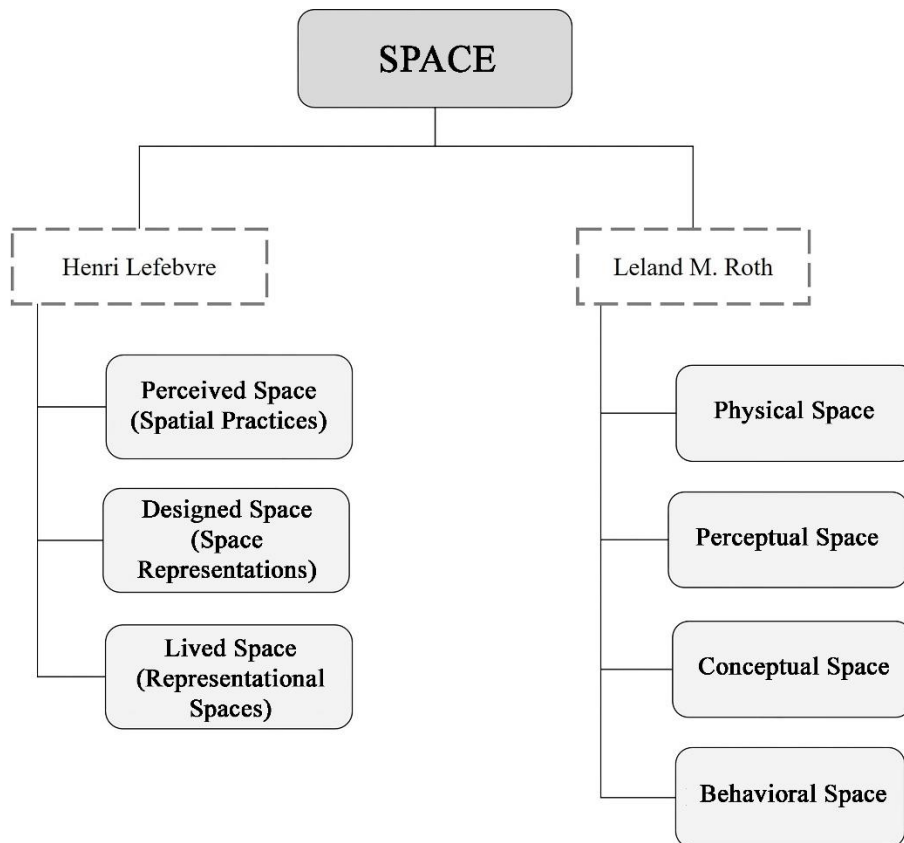 SPACE
Henri Lefebvre
Perceived Space
(Spatial Practices)
Designed Space
(Space
Representations)
Lived Space
(Representational
Spaces)
Leland M. Roth
Physical Space
Perceptual Space
Conceptual Space
Behavioral Space